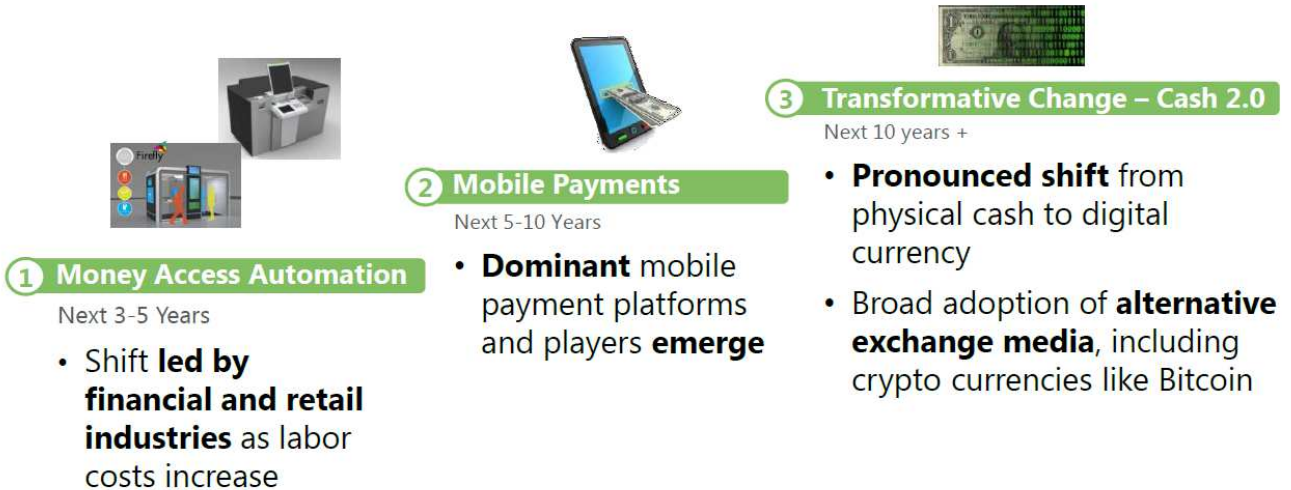 Firefly
1 Money Access Automation
Next 3-5 Years
• Shift led by
financial and retail
industries as labor
costs increase
2 Mobile Payments
Next 5-10 Years
• Dominant mobile
payment platforms
and players emerge
3 Transformative Change – Cash 2.0
Next 10 years +
• Pronounced shift from
physical cash to digital
currency
• Broad adoption of alternative
exchange media, including
crypto currencies like Bitcoin